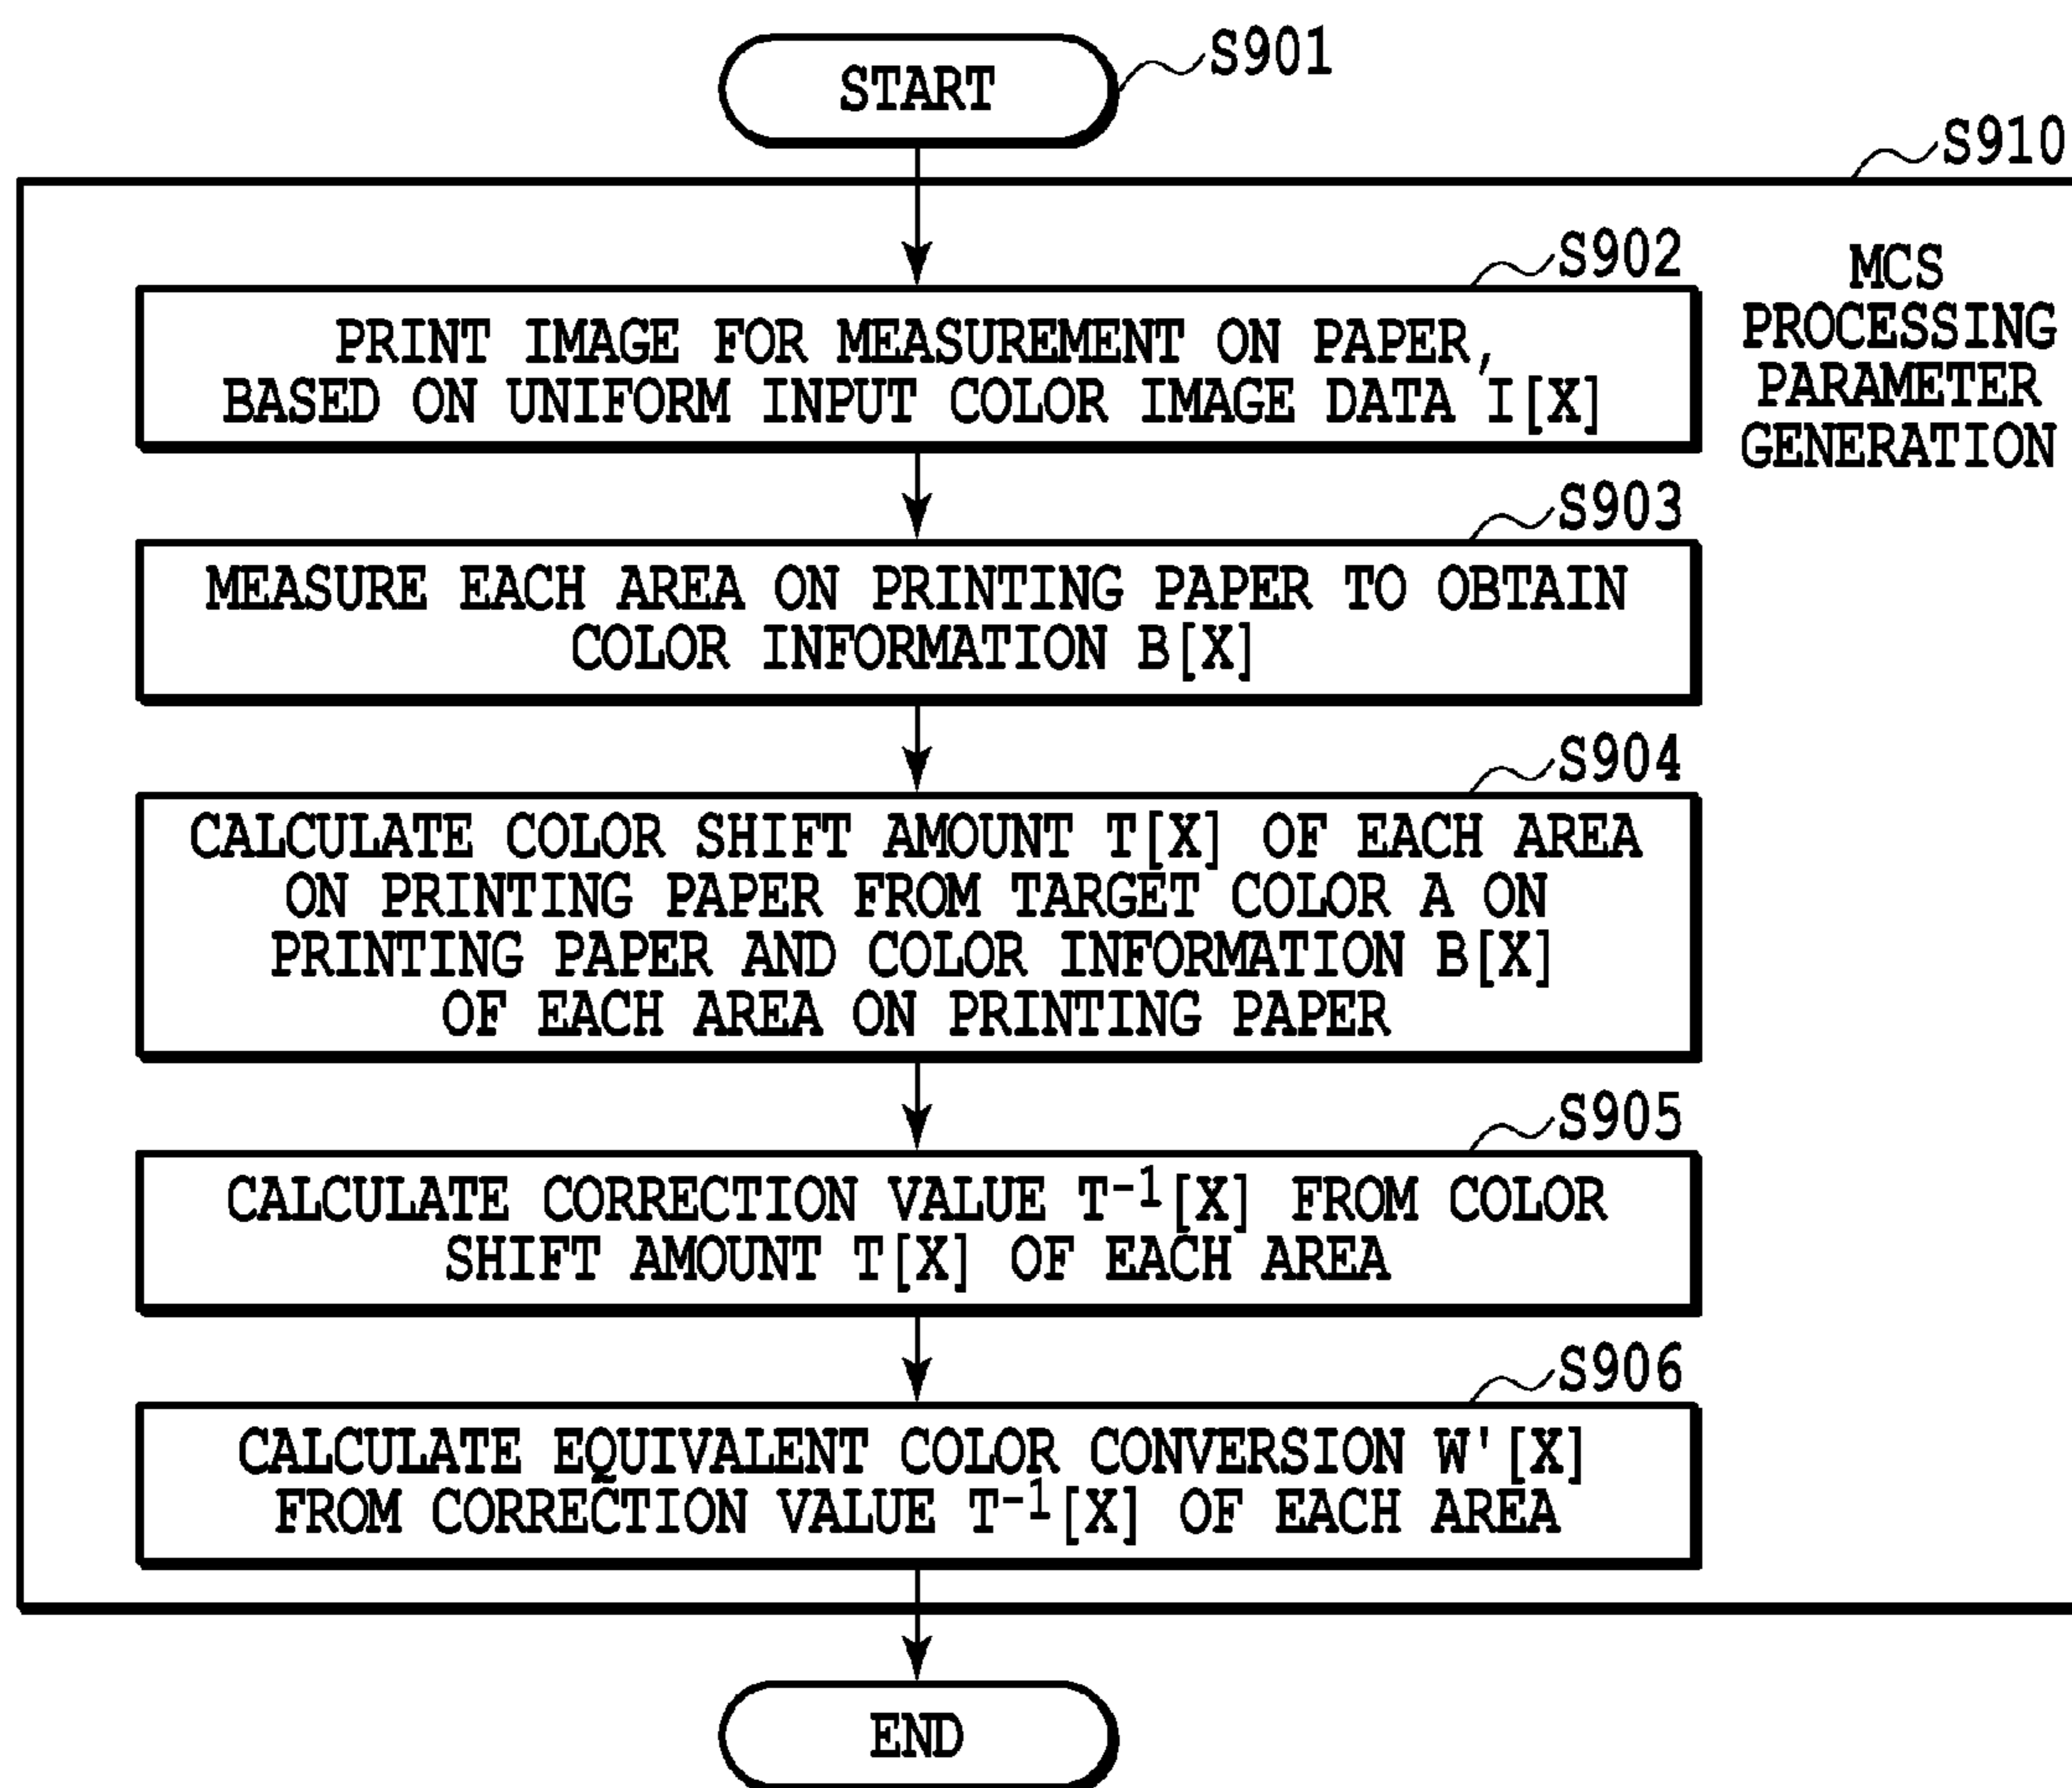 START
S901
S910
S902
MCS
PROCESSING
PARAMETER
GENERATION
PRINT IMAGE FOR MEASUREMENT ON PAPER,
BASED ON UNIFORM INPUT COLOR IMAGE DATA I[X]
S903
MEASURE EACH AREA ON PRINTING PAPER TO OBTAIN
COLOR INFORMATION B[X]
S904
CALCULATE COLOR SHIFT AMOUNT T[X] OF EACH AREA
ON PRINTING PAPER FROM TARGET COLOR A ON
PRINTING PAPER AND COLOR INFORMATION B[X]
OF EACH AREA ON PRINTING PAPER
S905
CALCULATE CORRECTION VALUE T⁻¹[X] FROM COLOR
SHIFT AMOUNT T[X] OF EACH AREA
S906
CALCULATE EQUIVALENT COLOR CONVERSION W'[X]
FROM CORRECTION VALUE T⁻¹[X] OF EACH AREA
END